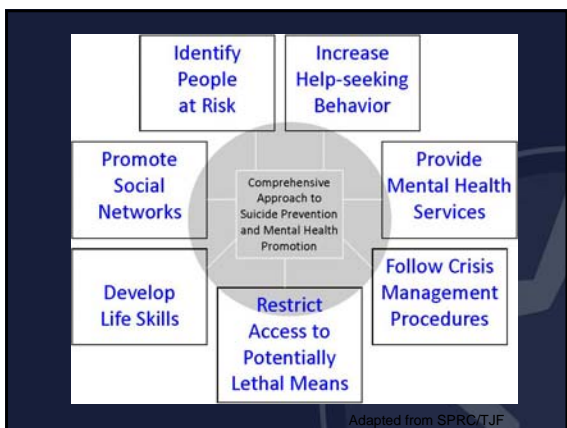 Identify
People
at Risk
Increase
Help-seeking
Behavior
Promote
Social
Networks
Comprehensive
Approach to
Suicide Prevention
and Mental Health
Promotion
Provide
Mental Health
Services
Develop
Life Skills
Restrict
Access to
Potentially
Lethal Means
Follow Crisis
Management
Procedures
Adapted from SPRC/TJF